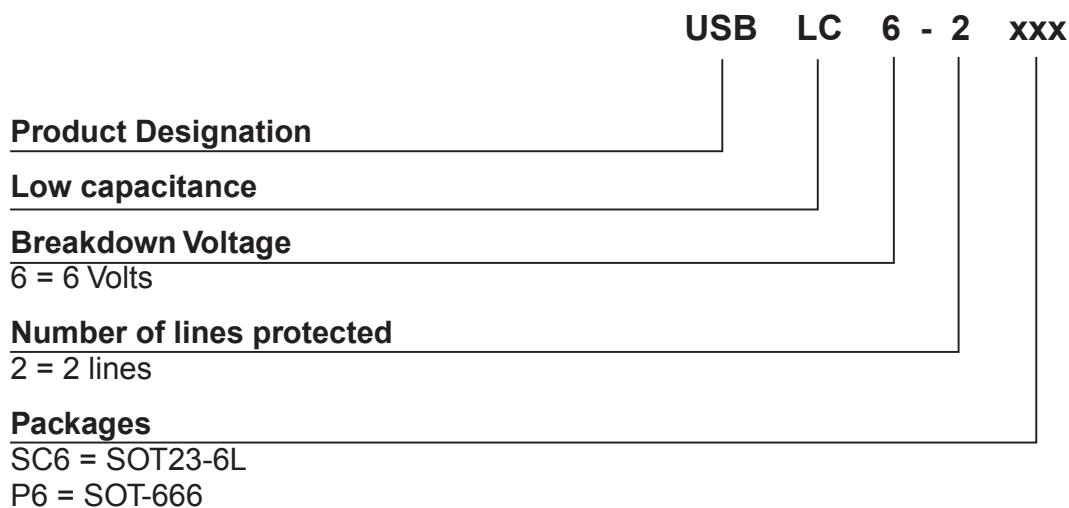 USB LC 6 - 2 xxx
Product Designation
Low capacitance
Breakdown Voltage
6 = 6 Volts
Number of lines protected
2 = 2 lines
Packages
SC6 = SOT23-6L
P6 = SOT-666